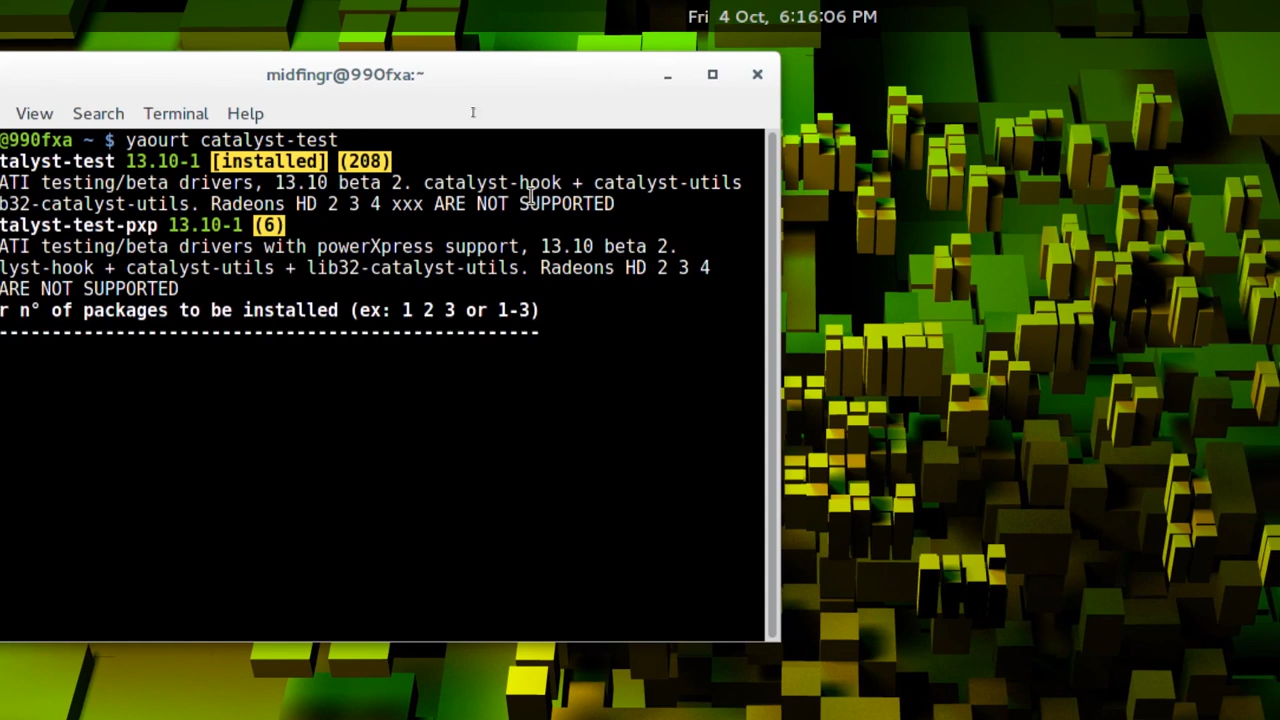 Fri 4 Oct, 6:16:06 PM
midfingr@990fxa:~
View Search Terminal Help
@990fxa ~ $ yaourt catalyst-test
talyst-test 13.10-1 [installed] (208)
ATI testing/beta drivers, 13.10 beta 2. catalyst-hook + catalyst-utils
b32-catalyst-utils. Radeons HD 2 3 4 xxx ARE NOT SUPPORTED
talyst-test-pxp 13.10-1 (6)
ATI testing/beta drivers with powerXpress support, 13.10 beta 2.
lyst-hook + catalyst-utils + lib32-catalyst-utils. Radeons HD 2 3 4
ARE NOT SUPPORTED
r n° of packages to be installed (ex: 1 2 3 or 1-3)
---------------------------------------------------